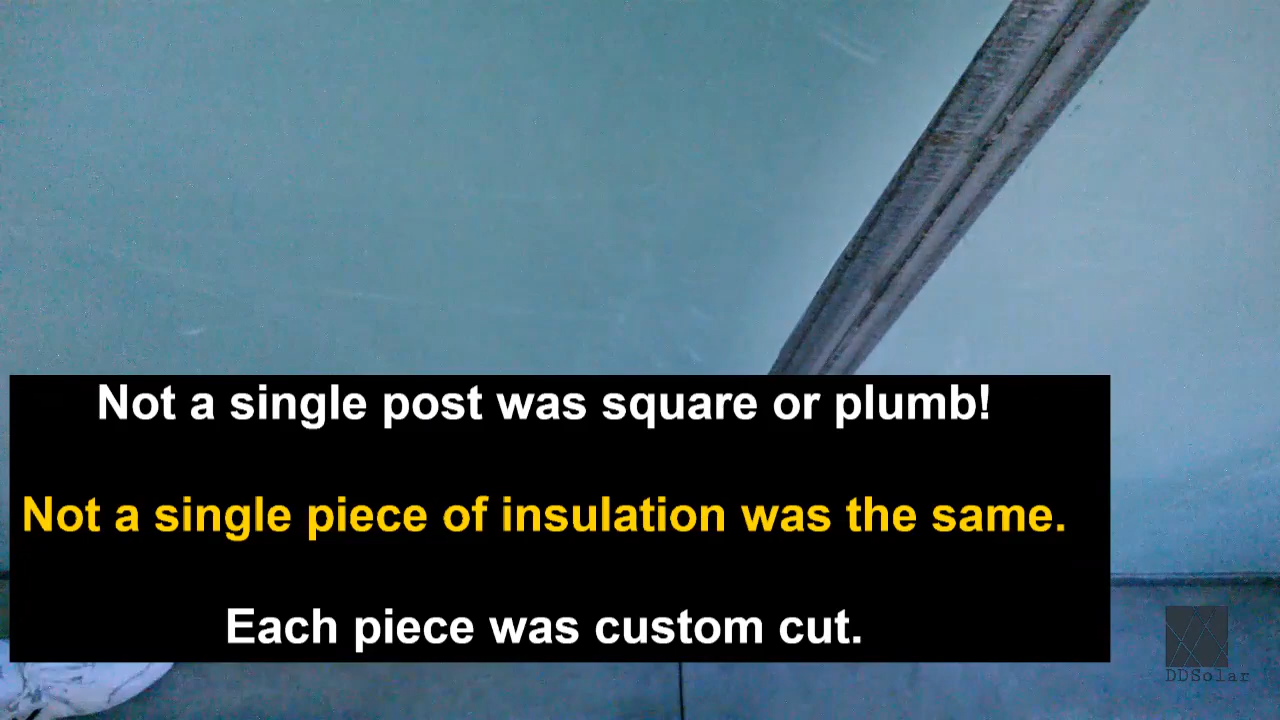 Not a single post was square or plumb!
Not a single piece of insulation was the same.
Each piece was custom cut.
DDSolar